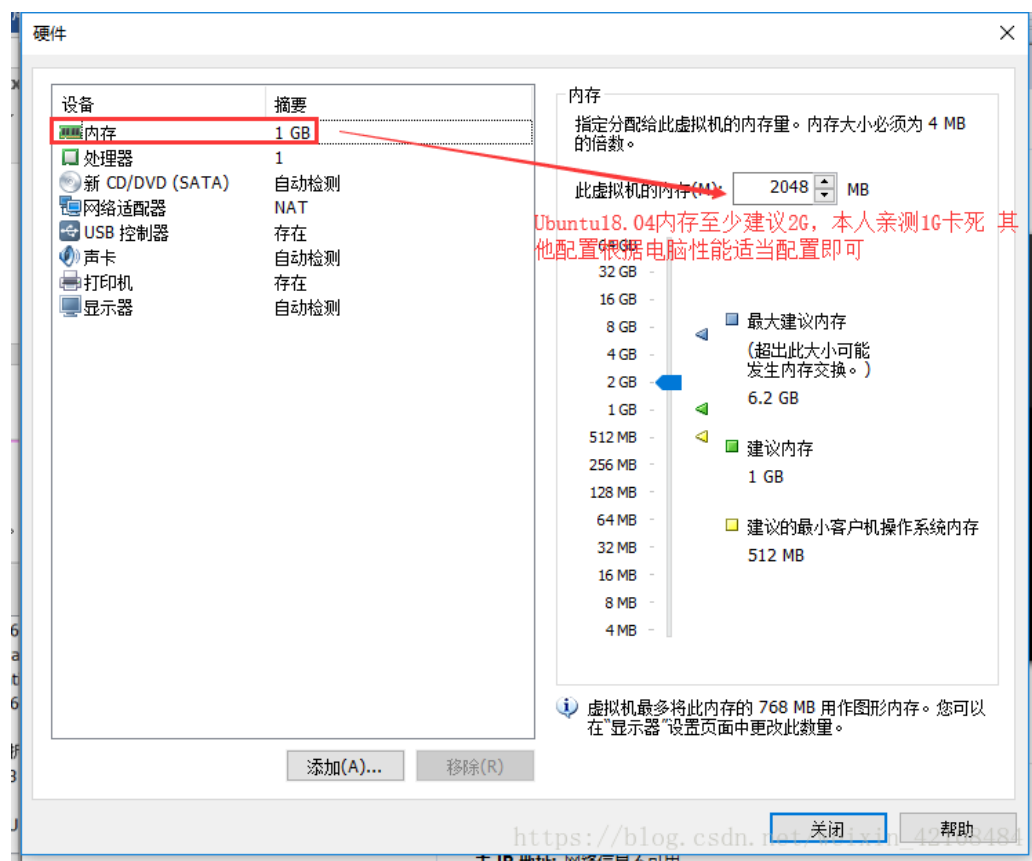 硬件
设备 摘要
内存 1 GB
处理器 1
新 CD/DVD (SATA) 自动检测
网络适配器 NAT
USB 控制器 存在
声卡 自动检测
打印机 存在
显示器 自动检测
添加(A)... 移除(R)
内存
指定分配给此虚拟机的内存量。内存大小必须为 4 MB
的倍数。
此虚拟机的内存(M): 2048 MB
Ubuntu18.04内存至少建议2G，本人亲测1G卡死 其
他配置根据电脑性能适当配置即可
64 GB
32 GB
16 GB
8 GB
4 GB
2 GB
1 GB
512 MB
256 MB
128 MB
64 MB
32 MB
16 MB
8 MB
4 MB
最大建议内存
(超出此大小可能
发生内存交换。)
6.2 GB
建议内存
1 GB
建议的最小客户机操作系统内存
512 MB
虚拟机最多将此内存的 768 MB 用作图形内存。您可以
在"显示器"设置页面中更改此数量。
关闭 帮助
https://blog.csdn.net/weixin_42108484